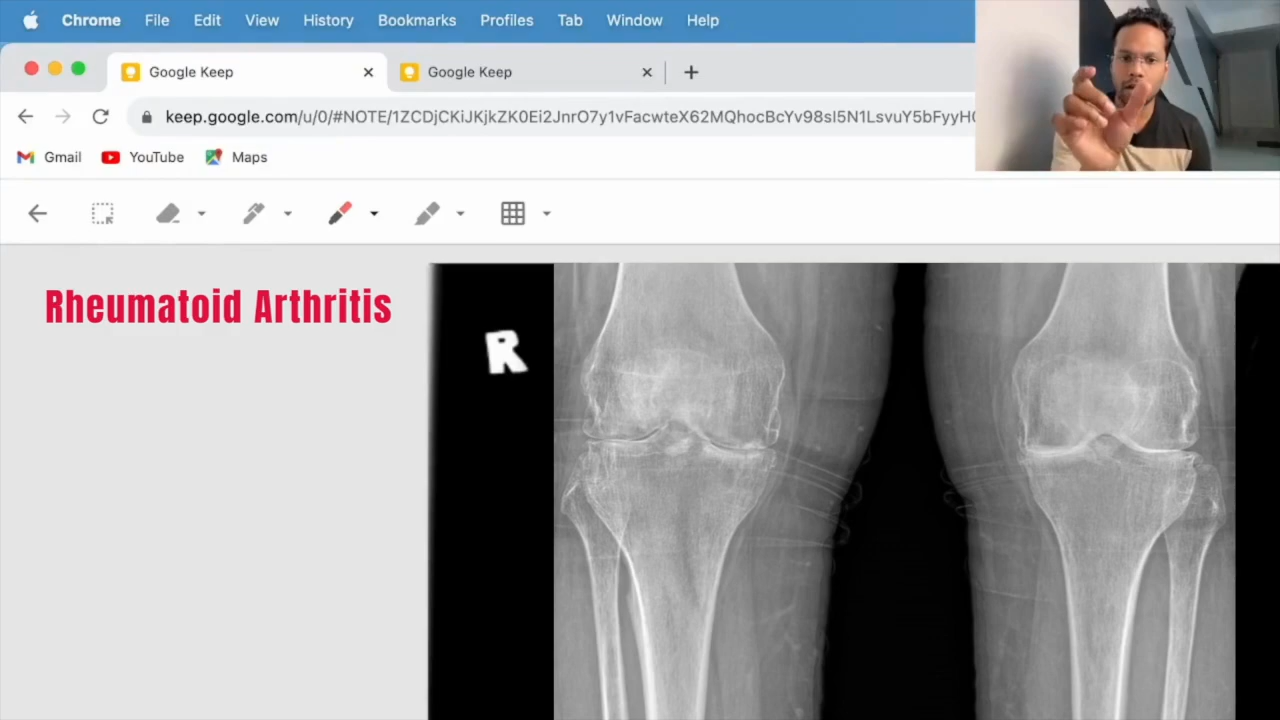 Chrome File Edit View History Bookmarks Profiles Tab Window Help
Google Keep
Google Keep
keep.google.com/u/0/#NOTE/1ZCDjCKiJKjkZK0Ei2JnrO7y1vFacwteX62MQhocBcYv98sI5N1LsvuY5bFyyH
Gmail YouTube Maps
Rheumatoid Arthritis
R